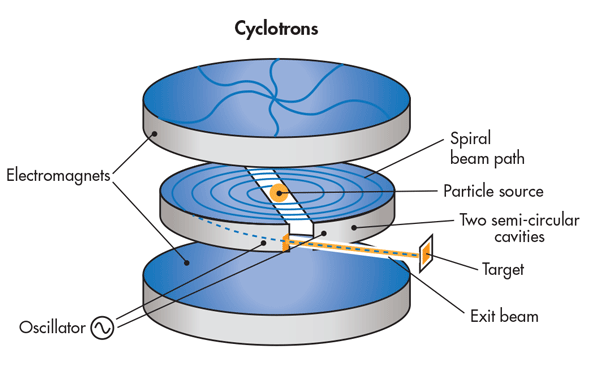 Cyclotrons
Spiral
beam path
Electromagnets
Particle source
Two semi-circular
cavities
Target
Exit beam
Oscillator